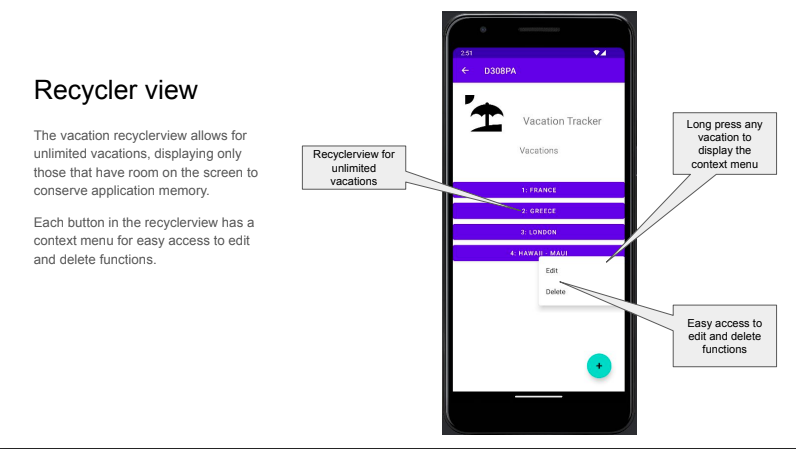 Recycler view
The vacation recyclerview allows for
unlimited vacations, displaying only
those that have room on the screen to
conserve application memory.
Each button in the recyclerview has a
context menu for easy access to edit
and delete functions.
Recyclerview for
unlimited
vacations
2:51
D308PA
Vacation Tracker
Vacations
1: FRANCE
2: GREECE
3: LONDON
4: HAWAII - MAUI
Edit
Delete
+
Long press any
vacation to
display the
context menu
Easy access to
edit and delete
functions